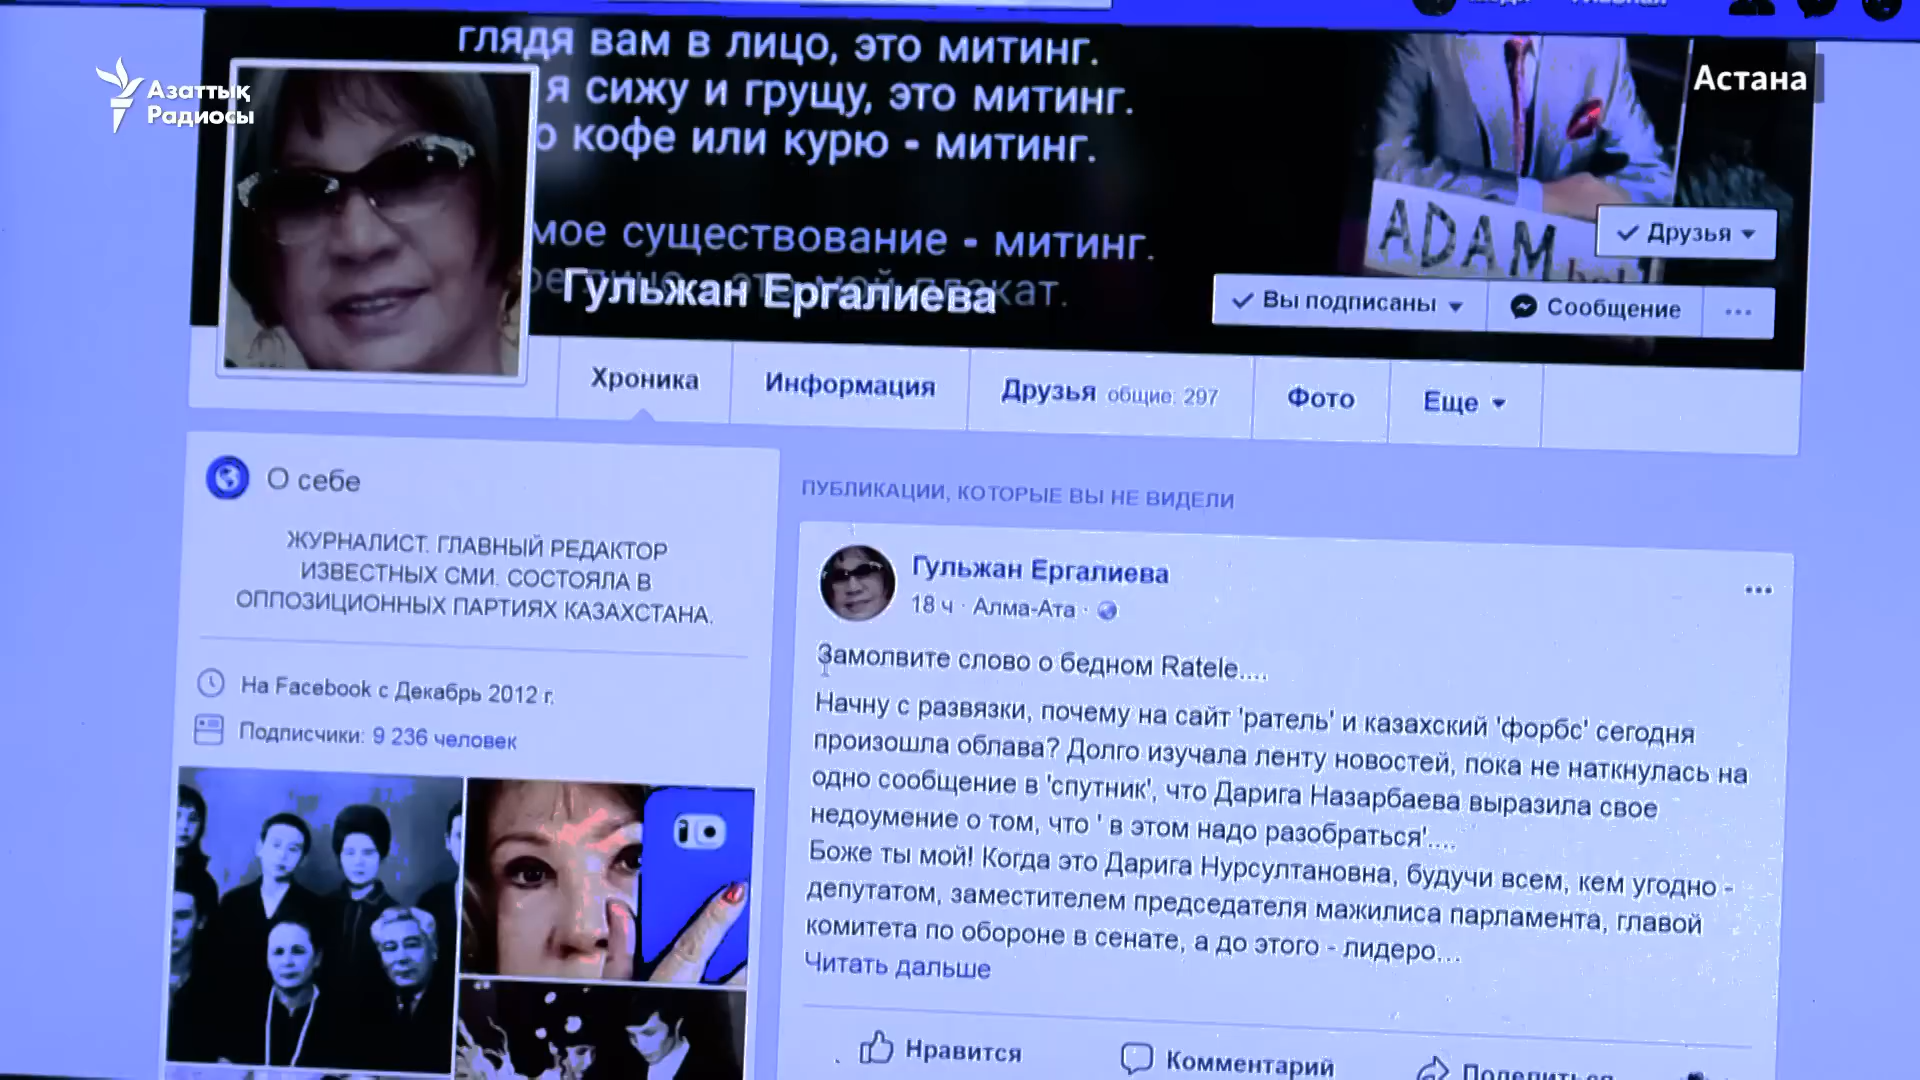 Азаттық
Радиосы
Астана
глядя вам в лицо, это митинг.
я сижу и грущу, это митинг.
кофе или курю - митинг.
существование - митинг.
Гульжан Ергалиева
ADAM
Друзья
Вы подписаны
Сообщение
Хроника
Информация
Друзья общие: 297
Фото
Еще
О себе
ЖУРНАЛИСТ. ГЛАВНЫЙ РЕДАКТОР
ИЗВЕСТНЫХ СМИ. СОСТОЯЛА В
ОППОЗИЦИОННЫХ ПАРТИЯХ КАЗАХСТАНА.
На Facebook с Декабрь 2012 г.
Подписчики: 9 236 человек
ПУБЛИКАЦИИ, КОТОРЫЕ ВЫ НЕ ВИДЕЛИ
Гульжан Ергалиева
18 ч · Алма-Ата ·
Замолвите слово о бедном Ratele....
Начну с развязки, почему на сайт 'ратель' и казахский 'форбс' сегодня
произошла облава? Долго изучала ленту новостей, пока не наткнулась на
одно сообщение в 'спутник', что Дарига Назарбаева выразила свое
недоумение о том, что ' в этом надо разобраться'....
Боже ты мой! Когда это Дарига Нурсултановна, будучи всем, кем угодно -
депутатом, заместителем председателя мажилиса парламента, главой
комитета по обороне в сенате, а до этого - лидеро...
Читать дальше
Нравится
Комментарий
Поделиться